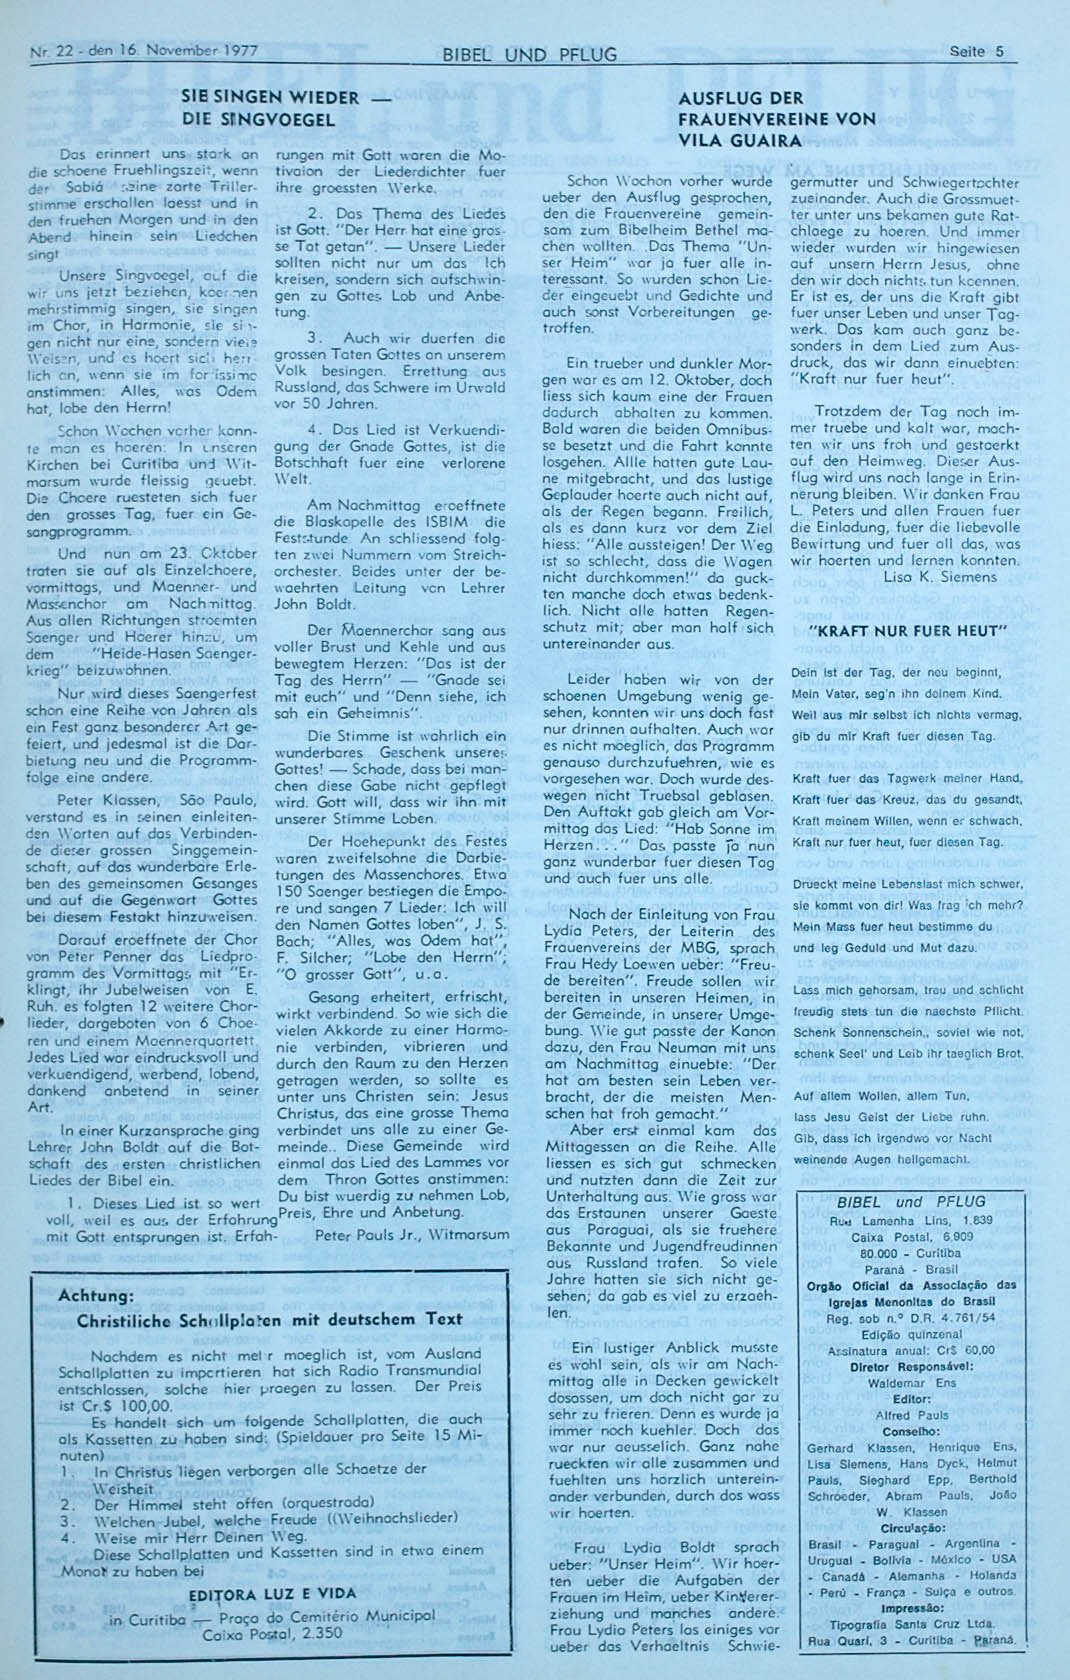 Nr. 22 - den 16. November 1977
BIBEL UND PFLUG
Seite 5
SIE SINGEN WIEDER —
DIE SINGVOEGEL
Das erinnert uns stark an
die schoene Fruehlingszeit, wenn
der Sabiá seine zarte Triller-
stimme erschallen laesst und in
den fruehen Morgen und in den
Abend hinein sein Liedchen
singt
Unsere Singvoegel, auf die
wir uns jetzt beziehen, koennen
mehrstimmig singen, sie singen
im Chor, in Harmonie, sie sin-
gen nicht nur eine, sondern viele
Weisen, und es hoert sich herr-
lich an, wenn sie im fortissimo
anstimmen: Alles, was Odem
hat, lobe den Herrn!
Schon Wochen vorher konn-
te man es hoeren: In unseren
Kirchen bei Curitiba und Wit-
marsum wurde fleissig geuebt.
Die Choere ruesteten sich fuer
den grosses Tag, fuer ein Ge-
sangprogramm.
Und nun am 23. Oktober
traten sie auf als Einzelchoere,
vormittags, und Maenner- und
Massenchor am Nachmittag.
Aus allen Richtungen stroemten
Saenger und Hoerer hinzu, um
dem "Heide-Hasen Saenger-
krieg" beizuwohnen.
Nur wird dieses Saengerfest
schon eine Reihe von Jahren als
ein Fest ganz besonderer Art ge-
feiert, und jedesmal ist die Dar-
bietung neu und die Programm-
folge eine andere.
Peter Klassen, São Paulo,
verstand es in seinen einleiten-
den Worten auf das Verbinden-
de dieser grossen Singgemein-
schaft, auf das wunderbare Erle-
ben des gemeinsamen Gesanges
und auf die Gegenwart Gottes
bei diesem Festakt hinzuweisen.
Darauf eroeffnete der Chor
von Peter Penner das Liedpro-
gramm des Vormittags, mit "Er-
klingt, ihr Jubelweisen von E.
Ruh. es folgten 12 weitere Chor-
lieder, dargeboten von 6 Choe-
ren und einem Maennerquartett.
Jedes Lied war eindrucksvoll und
verkuendigend, werbend, lobend,
dankend anbetend in seiner
Art.
In einer Kurzansprache ging
Lehrer John Boldt auf die Bot-
schaft des ersten christlichen
Liedes der Bibel ein.
1. Dieses Lied ist so wert
voll, weil es aus der Erfahrung
mit Gott entsprungen ist. Erfah-
rungen mit Gott waren die Mo-
tivaion der Liederdichter fuer
ihre groessten Werke.
2. Das Thema des Liedes
ist Gott. "Der Herr hat eine gros-
se Tat getan". — Unsere Lieder
sollten nicht nur um das Ich
kreisen, sondern sich aufschwin-
gen zu Gottes Lob und Anbe-
tung.
3. Auch wir duerfen die
grossen Taten Gottes an unserem
Volk besingen. Errettung aus
Russland, das Schwere im Urwald
vor 50 Jahren.
4. Das Lied ist Verkuendi-
gung der Gnade Gottes, ist die
Botschhaft fuer eine verlorene
Welt.
Am Nachmittag eroeffnete
die Blaskapelle des ISBIM die
Feststunde. An schliessend folg-
ten zwei Nummern vom Streich-
orchester. Beides unter der be-
waehrten Leitung von Lehrer
John Boldt.
Der Maennerchor sang aus
voller Brust und Kehle und aus
bewegtem Herzen: "Das ist der
Tag des Herrn" — "Gnade sei
mit euch" und "Denn siehe, ich
sah ein Geheimnis".
Die Stimme ist wahrlich ein
wunderbares Geschenk unseres
Gottes! — Schade, dass bei man-
chen diese Gabe nicht gepflegt
wird. Gott will, dass wir ihn mit
unserer Stimme Loben.
Der Hoehepunkt des Festes
waren zweifelsohne die Darbie-
tungen des Massenchores. Etwa
150 Saenger bestiegen die Empo-
re und sangen 7 Lieder: Ich will
den Namen Gottes loben", J. S.
Bach; "Alles, was Odem hat",
F. Silcher; "Lobe den Herrn";
"O grosser Gott", u.a.
Gesang erheitert, erfrischt,
wirkt verbindend. So wie sich die
vielen Akkorde zu einer Harmo-
nie verbinden, vibrieren und
durch den Raum zu den Herzen
getragen werden, so sollte es
unter uns Christen sein: Jesus
Christus, das eine grosse Thema
verbindet uns alle zu einer Ge-
meinde.. Diese Gemeinde wird
einmal das Lied des Lammes vor
dem Thron Gottes anstimmen:
Du bist wuerdig zu nehmen Lob,
Preis, Ehre und Anbetung.
Peter Pauls Jr., Witmarsum
Achtung:
Christiliche Schallplaten mit deutschem Text
Nachdem es nicht mehr moeglich ist, vom Ausland
Schallplatten zu importieren hat sich Radio Transmundial
entschlossen, solche hier praegen zu lassen. Der Preis
ist Cr.$ 100,00.
Es handelt sich um folgende Schallplatten, die auch
als Kassetten zu haben sind: (Spieldauer pro Seite 15 Mi-
nuten)
1. In Christus liegen verborgen alle Schaetze der
Weisheit
2. Der Himmel steht offen (orquestrada)
3. Welchen Jubel, welche Freude ((Weihnachslieder)
4. Weise mir Herr Deinen Weg.
Diese Schallplatten und Kassetten sind in etwa einem
Monat zu haben bei
EDITORA LUZ E VIDA
in Curitiba — Praça do Cemitério Municipal
Caixa Postal, 2.350
AUSFLUG DER
FRAUENVEREINE VON
VILA GUAIRA
Schon Wochon vorher wurde
ueber den Ausflug gesprochen,
den die Frauenvereine gemein-
sam zum Bibelheim Bethel ma-
chen wollten. Das Thema "Un-
ser Heim" war ja fuer alle in-
teressant. So wurden schon Lie-
der eingeuebt und Gedichte und
auch sonst Vorbereitungen ge-
troffen.
Ein trueber und dunkler Mor-
gen war es am 12. Oktober, doch
liess sich kaum eine der Frauen
dadurch abhalten zu kommen.
Bald waren die beiden Omnibus-
se besetzt und die Fahrt konnte
losgehen. Allle hatten gute Lau-
ne mitgebracht, und das lustige
Geplauder hoerte auch nicht auf,
als der Regen begann. Freilich,
als es dann kurz vor dem Ziel
hiess: "Alle aussteigen! Der Weg
ist so schlecht, dass die Wagen
nicht durchkommen!" da guck-
ten manche doch etwas bedenk-
lich. Nicht alle hatten Regen-
schutz mit; aber man half sich
untereinander aus.
Leider haben wir von der
schoenen Umgebung wenig ge-
sehen, konnten wir uns doch fast
nur drinnen aufhalten. Auch war
es nicht moeglich, das Programm
genauso durchzufuehren, wie es
vorgesehen war. Doch wurde des-
wegen nicht Truebsal geblasen.
Den Auftakt gab gleich am Vor-
mittag das Lied: "Hab Sonne im
Herzen..." Das passte ja nun
ganz wunderbar fuer diesen Tag
und auch fuer uns alle.
Nach der Einleitung von Frau
Lydia Peters, der Leiterin des
Frauenvereins der MBG, sprach
Frau Hedy Loewen ueber: "Freu-
de bereiten". Freude sollen wir
bereiten in unseren Heimen, in
der Gemeinde, in unserer Umge-
bung. Wie gut passte der Kanon
dazu, den Frau Neuman mit uns
am Nachmittag einuebte: "Der
hat am besten sein Leben ver-
bracht, der die meisten Men-
schen hat froh gemacht."
Aber erst einmal kam das
Mittagessen an die Reihe. Alle
liessen es sich gut schmecken
und nutzten dann die Zeit zur
Unterhaltung aus. Wie gross war
das Erstaunen unserer Gaeste
aus Paraguai, als sie fruehere
Bekannte und Jugendfreudinnen
aus Russland trafen. So viele
Jahre hatten sie sich nicht ge-
sehen; da gab es viel zu erzaeh-
len.
Ein lustiger Anblick musste
es wohl sein, als wir am Nach-
mittag alle in Decken gewickelt
dasassen, um doch nicht gar zu
sehr zu frieren. Denn es wurde ja
immer noch kuehler. Doch das
war nur aeusselich. Ganz nahe
rueckten wir alle zusammen und
fuehlten uns horzlich unterein-
ander verbunden, durch das wass
wir hoerten.
Frau Lydia Boldt sprach
ueber: "Unser Heim". Wir hoer-
ten ueber die Aufgaben der
Frauen im Heim, ueber Kinderer-
ziehung und manches andere.
Frau Lydia Peters las einiges vor
ueber das Verhaeltnis Schwie-
germutter und Schwiegertochter
zueinander. Auch die Grossmuet-
ter unter uns bekamen gute Rat-
chlaege zu hoeren. Und immer
wieder wurden wir hingewiesen
auf unsern Herrn Jesus, ohne
den wir doch nichts tun koennen.
Er ist es, der uns die Kraft gibt
fuer unser Leben und unser Tag-
werk. Das kam auch ganz be-
sonders in dem Lied zum Aus-
druck, das wir dann einuebten:
"Kraft nur fuer heut".
Trotzdem der Tag noch im-
mer truebe und kalt war, mach-
ten wir uns froh und gestaerkt
auf den Heimweg. Dieser Aus-
flug wird uns noch lange in Erin-
nerung bleiben. Wir danken Frau
L. Peters und allen Frauen fuer
die Einladung, fuer die liebevolle
Bewirtung und fuer all das, was
wir hoerten und lernen konnten.
Lisa K. Siemens
"KRAFT NUR FUER HEUT"
Dein ist der Tag, der neu beginnt,
Mein Vater, seg'n ihn deinem Kind.
Weil aus mir selbst ich nichts vermag,
gib du mir Kraft fuer diesen Tag.
Kraft fuer das Tagwerk meiner Hand,
Kraft fuer das Kreuz, das du gesandt,
Kraft meinem Willen, wenn er schwach,
Kraft nur fuer heut, fuer diesen Tag.
Drueckt meine Lebenslast mich schwer,
sie kommt von dir! Was frag ich mehr?
Mein Mass fuer heut bestimme du
und leg Geduld und Mut dazu.
Lass mich gehorsam, treu und schlicht
freudig stets tun die naechste Pflicht.
Schenk Sonnenschein., soviel wie not,
schenk Seel' und Leib ihr taeglich Brot.
Auf allem Wollen, allem Tun,
lass Jesu Geist der Liebe ruhn.
Gib, dass ich irgendwo vor Nacht
weinende Augen hellgemacht.
BIBEL und PFLUG
Rua Lamenha Lins, 1.839
Caixa Postal, 6.909
80.000 - Curitiba
Paraná - Brasil
Orgão Oficial da Associação das
Igrejas Menonitas do Brasil
Reg. sob n.º D.R. 4.761/54
Edição quinzenal
Assinatura anual: Cr$ 60,00
Diretor Responsável:
Waldemar Ens
Editor:
Alfred Pauls
Conselho:
Gerhard Klassen, Henrique Ens,
Lisa Siemens, Hans Dyck, Helmut
Pauls, Sieghard Epp, Berthold
Schroeder, Abram Pauls, João
W. Klassen
Circulação:
Brasil - Paraguai - Argentina -
Urugual - Bolívia - México - USA
- Canadá - Alemanha - Holanda
- Perú - França - Suiça e outros.
Impressão:
Tipografia Santa Cruz Ltda.
Rua Quarí, 3 - Curitiba - Paraná.